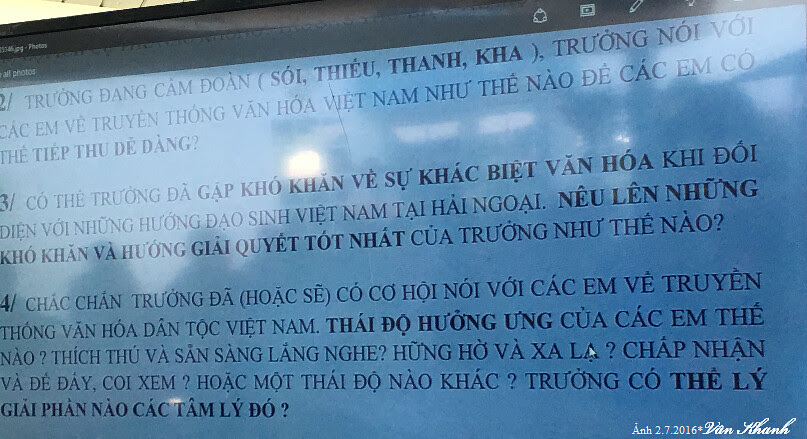 15146.jpg - Photos
all photos
2/ TRƯỞNG ĐANG CẦM ĐOÀN ( SÓI, THIẾU, THANH, KHA ), TRƯỞNG NÓI VỚI
CÁC EM VỀ TRUYỀN THỐNG VĂN HÓA VIỆT NAM NHƯ THẾ NÀO ĐỂ CÁC EM CÓ
THỂ TIẾP THU DỄ DÀNG?
3/ CÓ THỂ TRƯỞNG ĐÃ GẶP KHÓ KHĂN VỀ SỰ KHÁC BIỆT VĂN HÓA KHI ĐỐI
DIỆN VỚI NHỮNG HƯỚNG ĐẠO SINH VIỆT NAM TẠI HẢI NGOẠI. NÊU LÊN NHỮNG
KHÓ KHĂN VÀ HƯỚNG GIẢI QUYẾT TỐT NHẤT CỦA TRƯỞNG NHƯ THẾ NÀO?
4/ CHẮC CHẮN TRƯỞNG ĐÃ (HOẶC SẼ) CÓ CƠ HỘI NÓI VỚI CÁC EM VỀ TRUYỀN
THỐNG VĂN HÓA DÂN TỘC VIỆT NAM. THÁI ĐỘ HƯỞNG ỨNG CỦA CÁC EM THẾ
NÀO ? THÍCH THÚ VÀ SẴN SÀNG LẮNG NGHE? HỮNG HỜ VÀ XA LẠ ? CHẤP NHẬN
VÀ ĐỂ ĐẤY, COI XEM ? HOẶC MỘT THÁI ĐỘ NÀO KHÁC ? TRƯỞNG CÓ THỂ LÝ
GIẢI PHẦN NÀO CÁC TÂM LÝ ĐÓ ?
Ảnh 2.7.2016*Văn Khanh